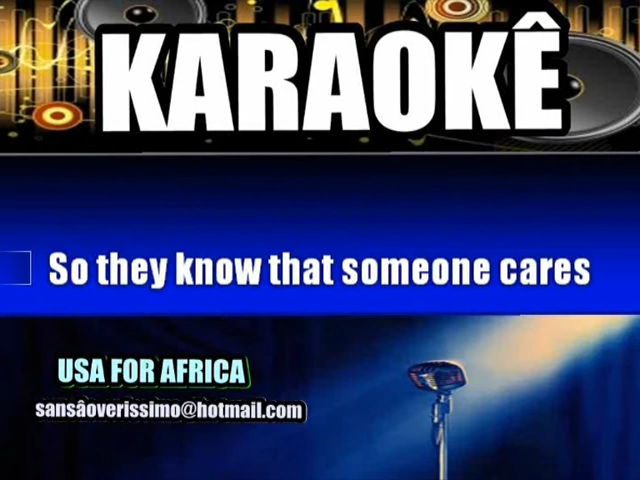 KARAOKÊ
So they know that someone cares
USA FOR AFRICA
sansâoverissimo@hotmail.com